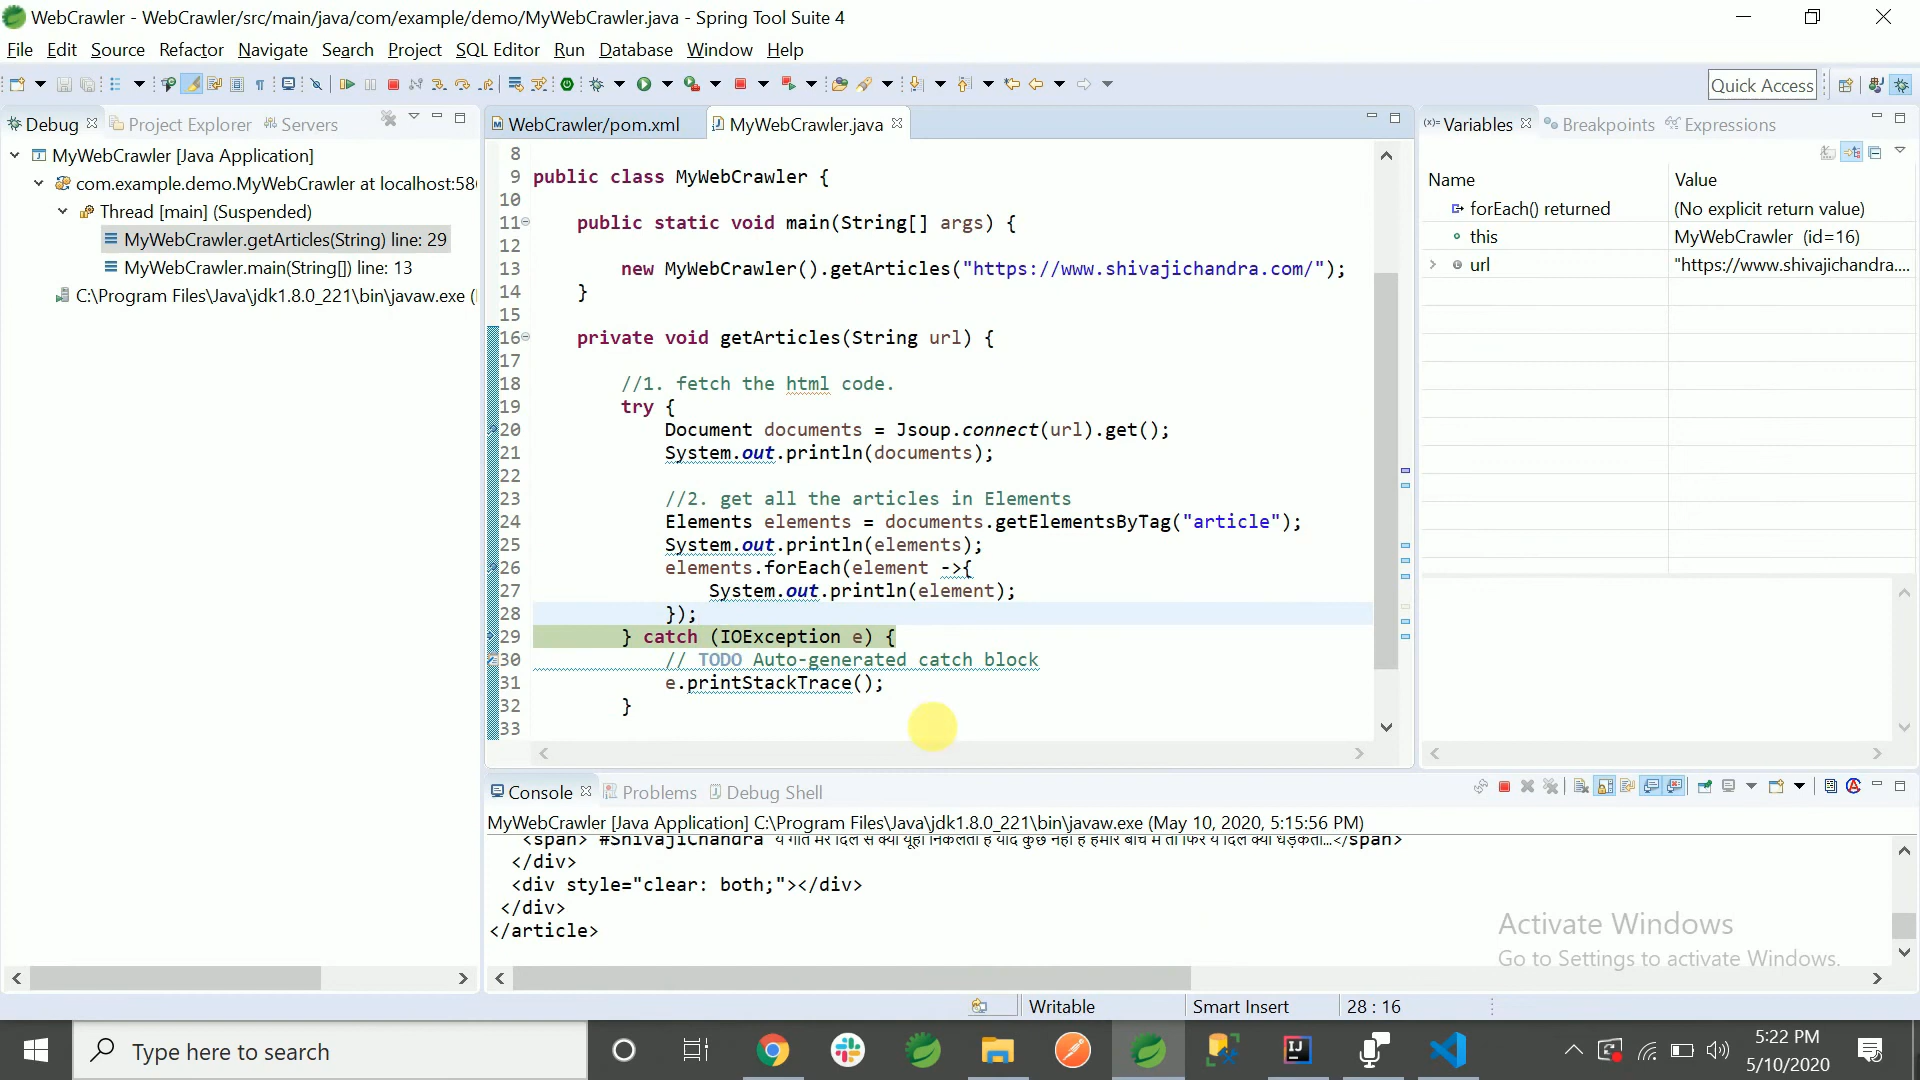 WebCrawler - WebCrawler/src/main/java/com/example/demo/MyWebCrawler.java - Spring Tool Suite 4
File Edit Source Refactor Navigate Search Project SQL Editor Run Database Window Help
Quick Access
Debug Project Explorer Servers
MyWebCrawler [Java Application]
com.example.demo.MyWebCrawler at localhost:58
Thread [main] (Suspended)
MyWebCrawler.getArticles(String) line: 29
MyWebCrawler.main(String[]) line: 13
C:\Program Files\Java\jdk1.8.0_221\bin\javaw.exe (
WebCrawler/pom.xml MyWebCrawler.java
8
9 public class MyWebCrawler {
10
11 public static void main(String[] args) {
12
13 new MyWebCrawler().getArticles("https://www.shivajichandra.com/");
14 }
15
16 private void getArticles(String url) {
17
18 //1. fetch the html code.
19 try {
20 Document documents = Jsoup.connect(url).get();
21 System.out.println(documents);
22
23 //2. get all the articles in Elements
24 Elements elements = documents.getElementsByTag("article");
25 System.out.println(elements);
26 elements.forEach(element ->{
27 System.out.println(element);
28 });
29 } catch (IOException e) {
30 // TODO Auto-generated catch block
31 e.printStackTrace();
32 }
33
Variables Breakpoints Expressions
Name Value
forEach() returned (No explicit return value)
this MyWebCrawler (id=16)
url "https://www.shivajichandra....
Console Problems Debug Shell
MyWebCrawler [Java Application] C:\Program Files\Java\jdk1.8.0_221\bin\javaw.exe (May 10, 2020, 5:15:56 PM)
<span> #ShivajiChandra ये गीत मेरे दिल से क्यों यूँही निकलता है यदि कुछ नहीं है हमारे बीच में तो फिर ये दिल क्यों धड़कता...</span>
</div>
<div style="clear: both;"></div>
</div>
</article>
Activate Windows
Go to Settings to activate Windows.
Writable Smart Insert 28 : 16
Type here to search
5:22 PM
5/10/2020